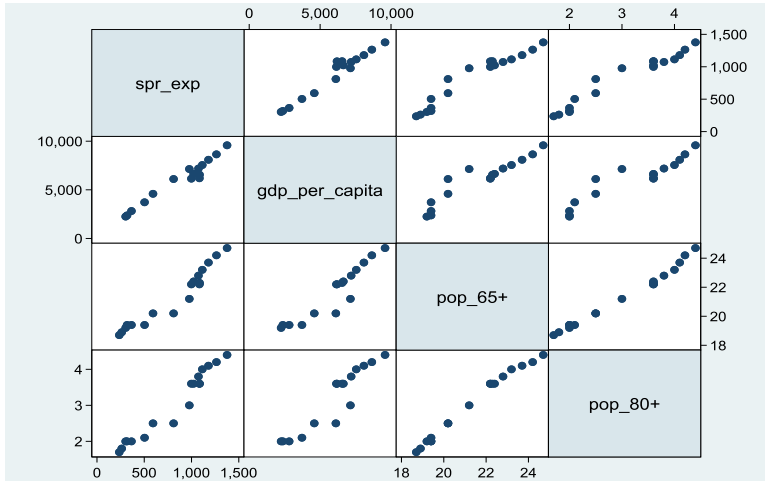 0 5,000 10,000 2 3 4
spr_exp
1,500
1,000
500
0
10,000
5,000
0
gdp_per_capita
pop_65+
24
22
20
18
4
3
2
pop_80+
0 500 1,000 1,500 18 20 22 24